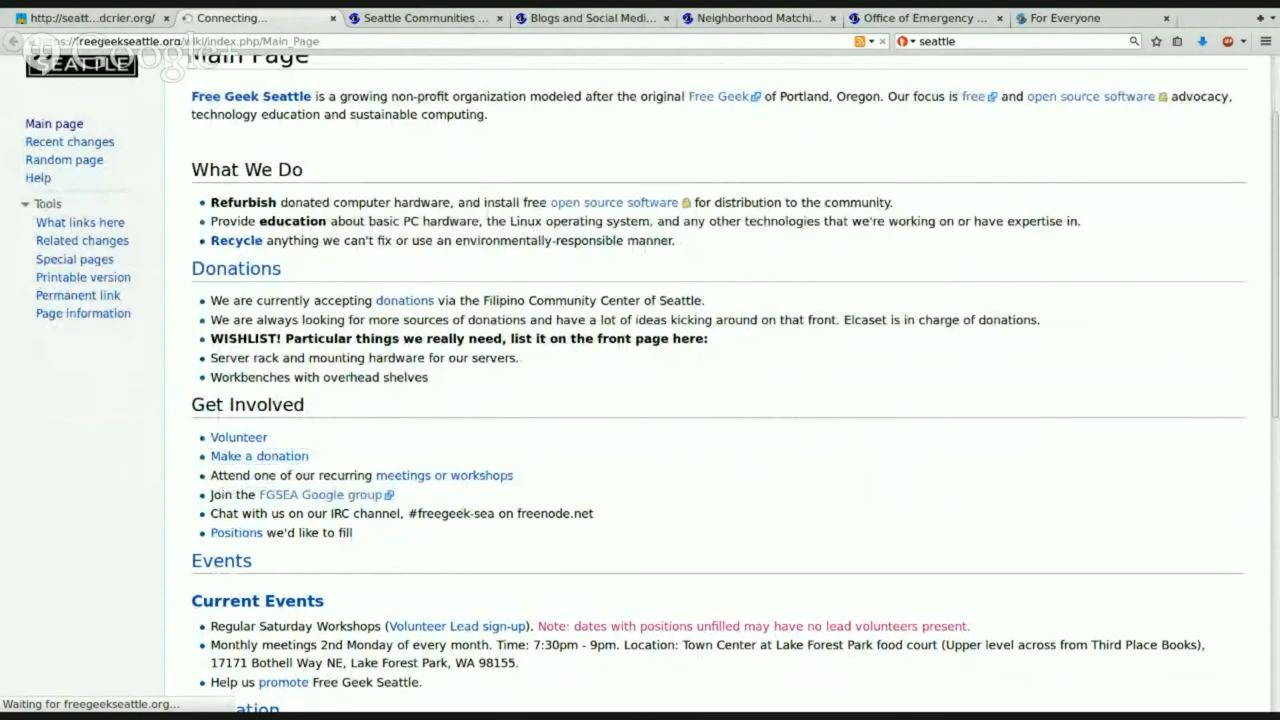 http://seatt...dcrier.org/
Connecting...
Seattle Communities ...
Blogs and Social Medi...
Neighborhood Matchi...
Office of Emergency ...
For Everyone
https://freegeekseattle.org/wiki/index.php/Main_Page
seattle
Google+
SEATTLE
Main Page
Free Geek Seattle is a growing non-profit organization modeled after the original Free Geek of Portland, Oregon. Our focus is free and open source software advocacy,
technology education and sustainable computing.
Main page
Recent changes
Random page
Help
Tools
What links here
Related changes
Special pages
Printable version
Permanent link
Page information
What We Do
Refurbish donated computer hardware, and install free open source software for distribution to the community.
Provide education about basic PC hardware, the Linux operating system, and any other technologies that we're working on or have expertise in.
Recycle anything we can't fix or use an environmentally-responsible manner.
Donations
We are currently accepting donations via the Filipino Community Center of Seattle.
We are always looking for more sources of donations and have a lot of ideas kicking around on that front. Elcaset is in charge of donations.
WISHLIST! Particular things we really need, list it on the front page here:
Server rack and mounting hardware for our servers.
Workbenches with overhead shelves
Get Involved
Volunteer
Make a donation
Attend one of our recurring meetings or workshops
Join the FGSEA Google group
Chat with us on our IRC channel, #freegeek-sea on freenode.net
Positions we'd like to fill
Events
Current Events
Regular Saturday Workshops (Volunteer Lead sign-up). Note: dates with positions unfilled may have no lead volunteers present.
Monthly meetings 2nd Monday of every month. Time: 7:30pm - 9pm. Location: Town Center at Lake Forest Park food court (Upper level across from Third Place Books),
17171 Bothell Way NE, Lake Forest Park, WA 98155.
Help us promote Free Geek Seattle.
Waiting for freegeekseattle.org...